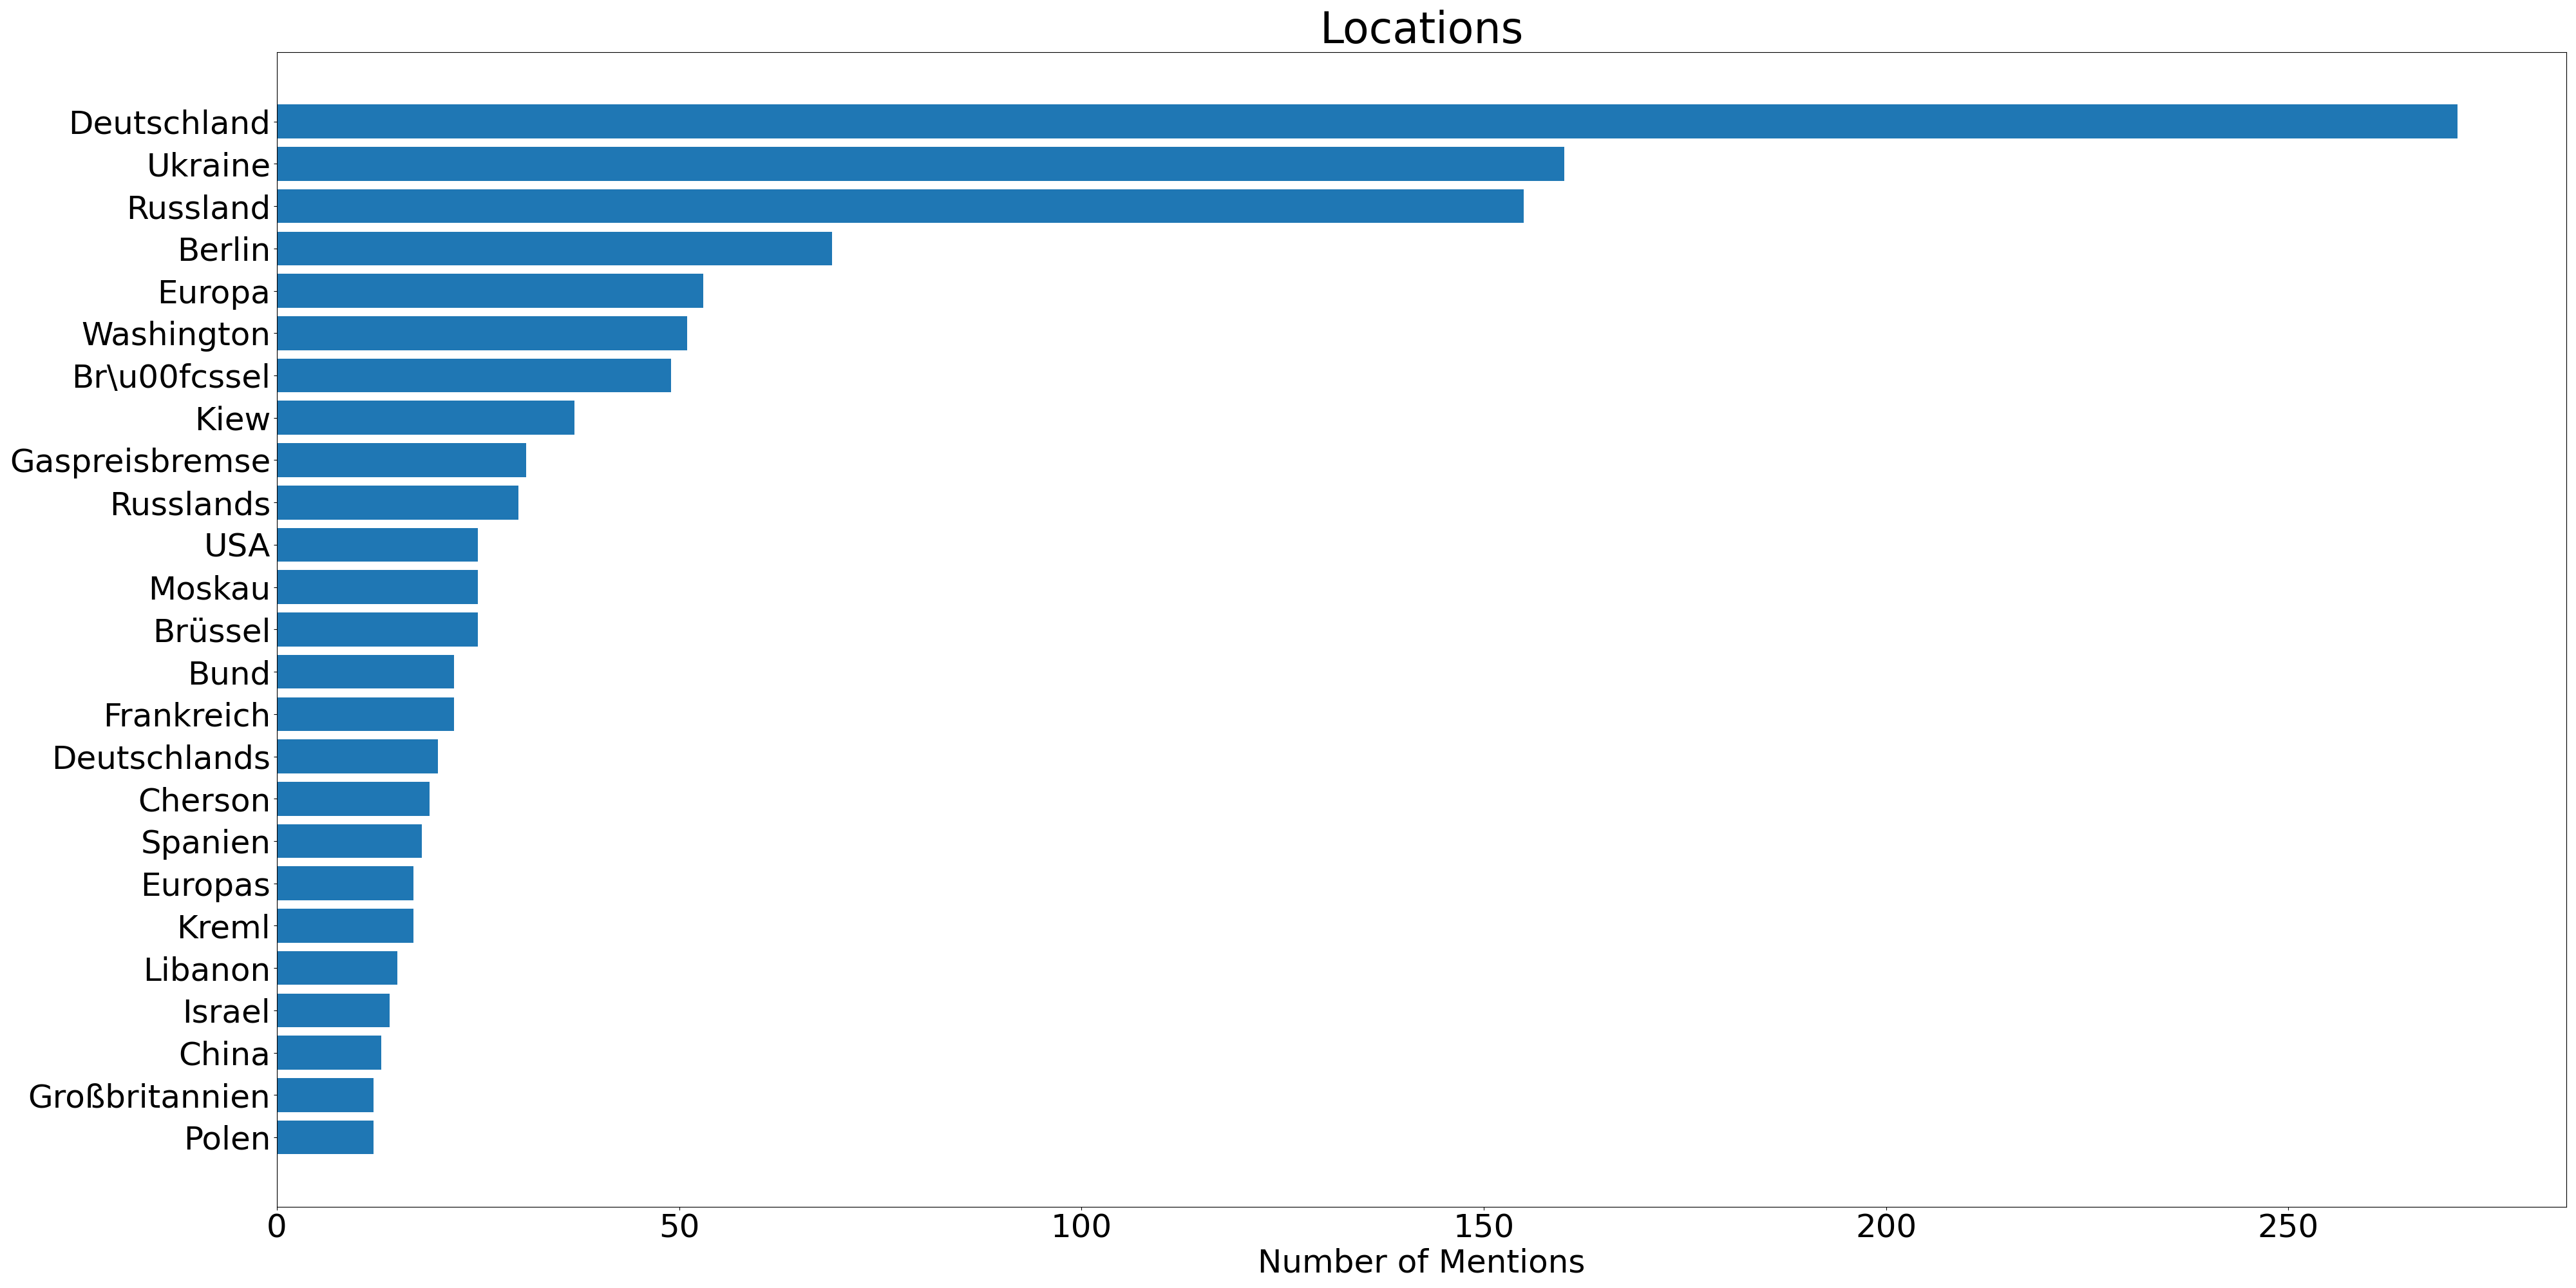 Locations
Deutschland
Ukraine
Russland
Berlin
Europa
Washington
Br\u00fcssel
Kiew
Gaspreisbremse
Russlands
USA
Moskau
Brüssel
Bund
Frankreich
Deutschlands
Cherson
Spanien
Europas
Kreml
Libanon
Israel
China
Großbritannien
Polen
0 50 100 150 200 250
Number of Mentions